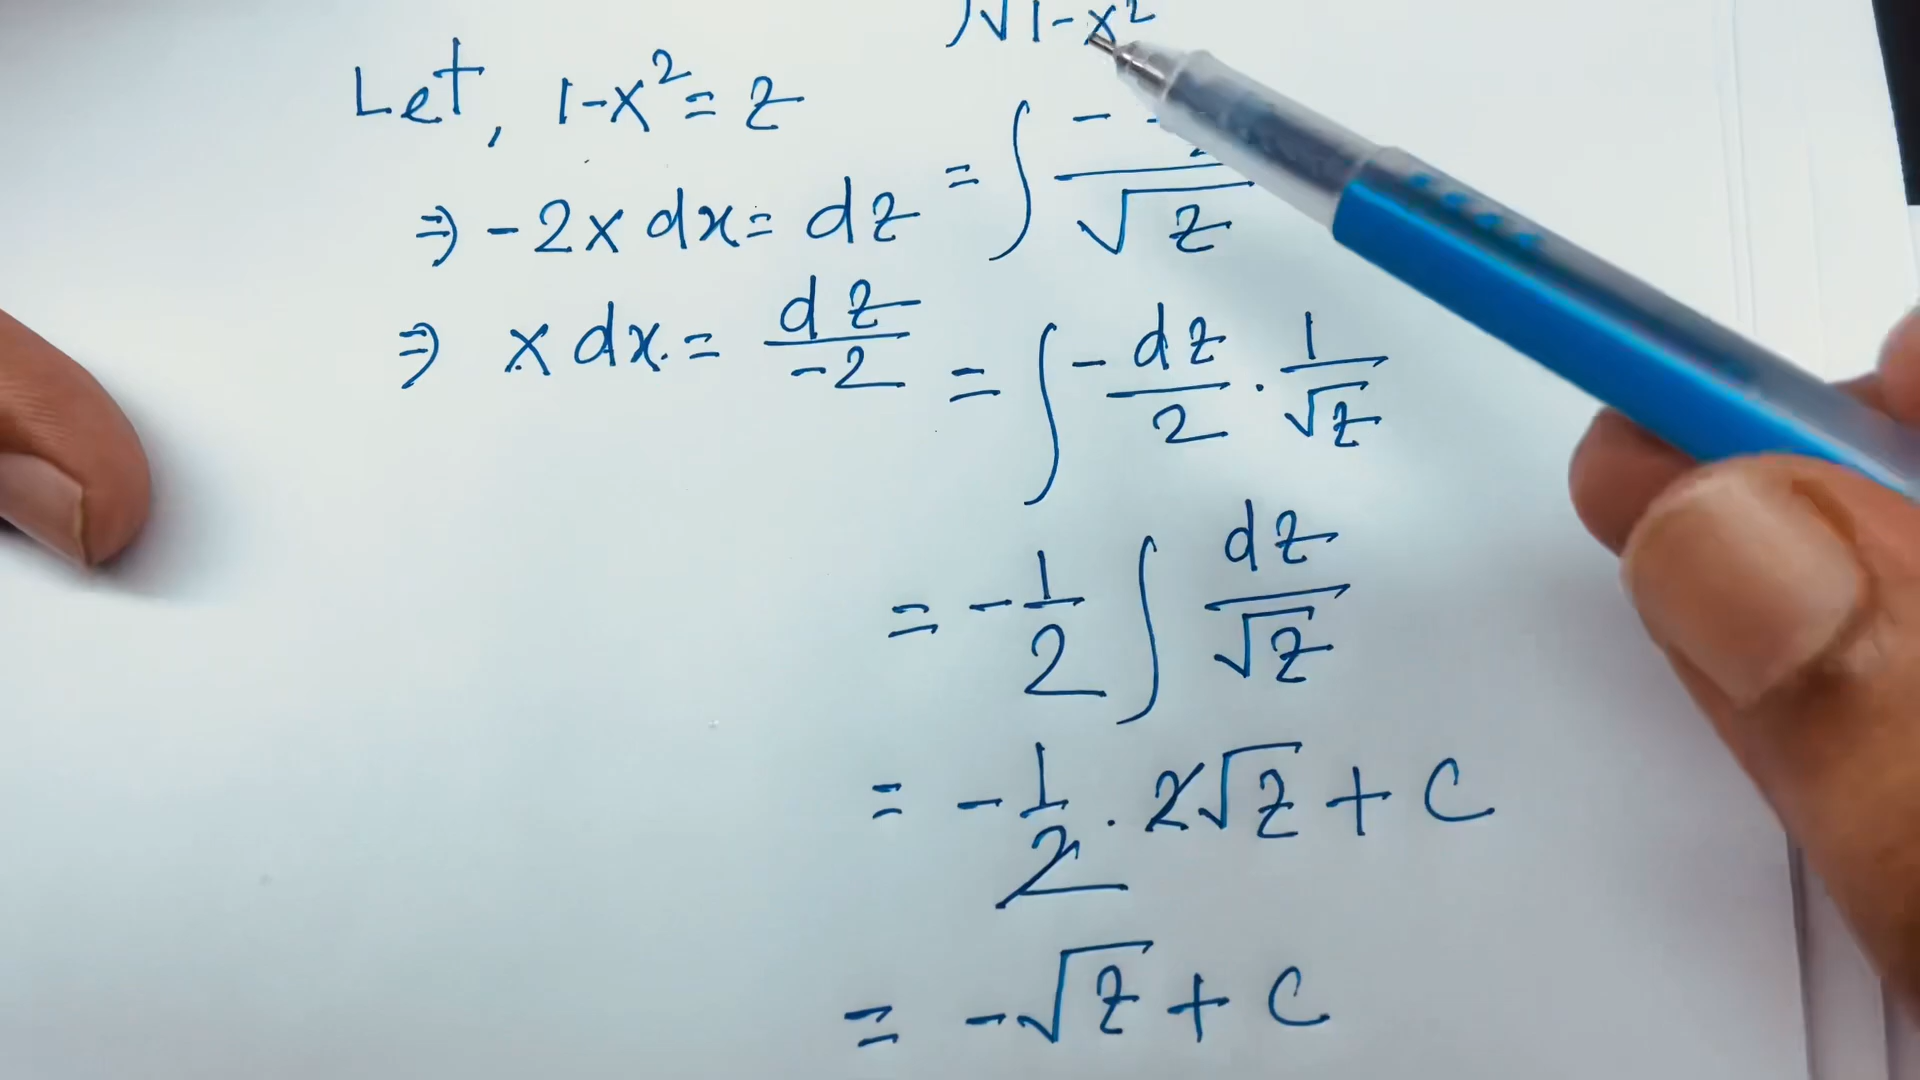 √1-x²
Let, 1-x² = z
⇒ -2x dx = dz
⇒ x dx = dz/-2
= ∫ - / √z
= ∫ - dz/2 · 1/√z
= -1/2 ∫ dz/√z
= -1/2 · 2√z + C
= -√z + C